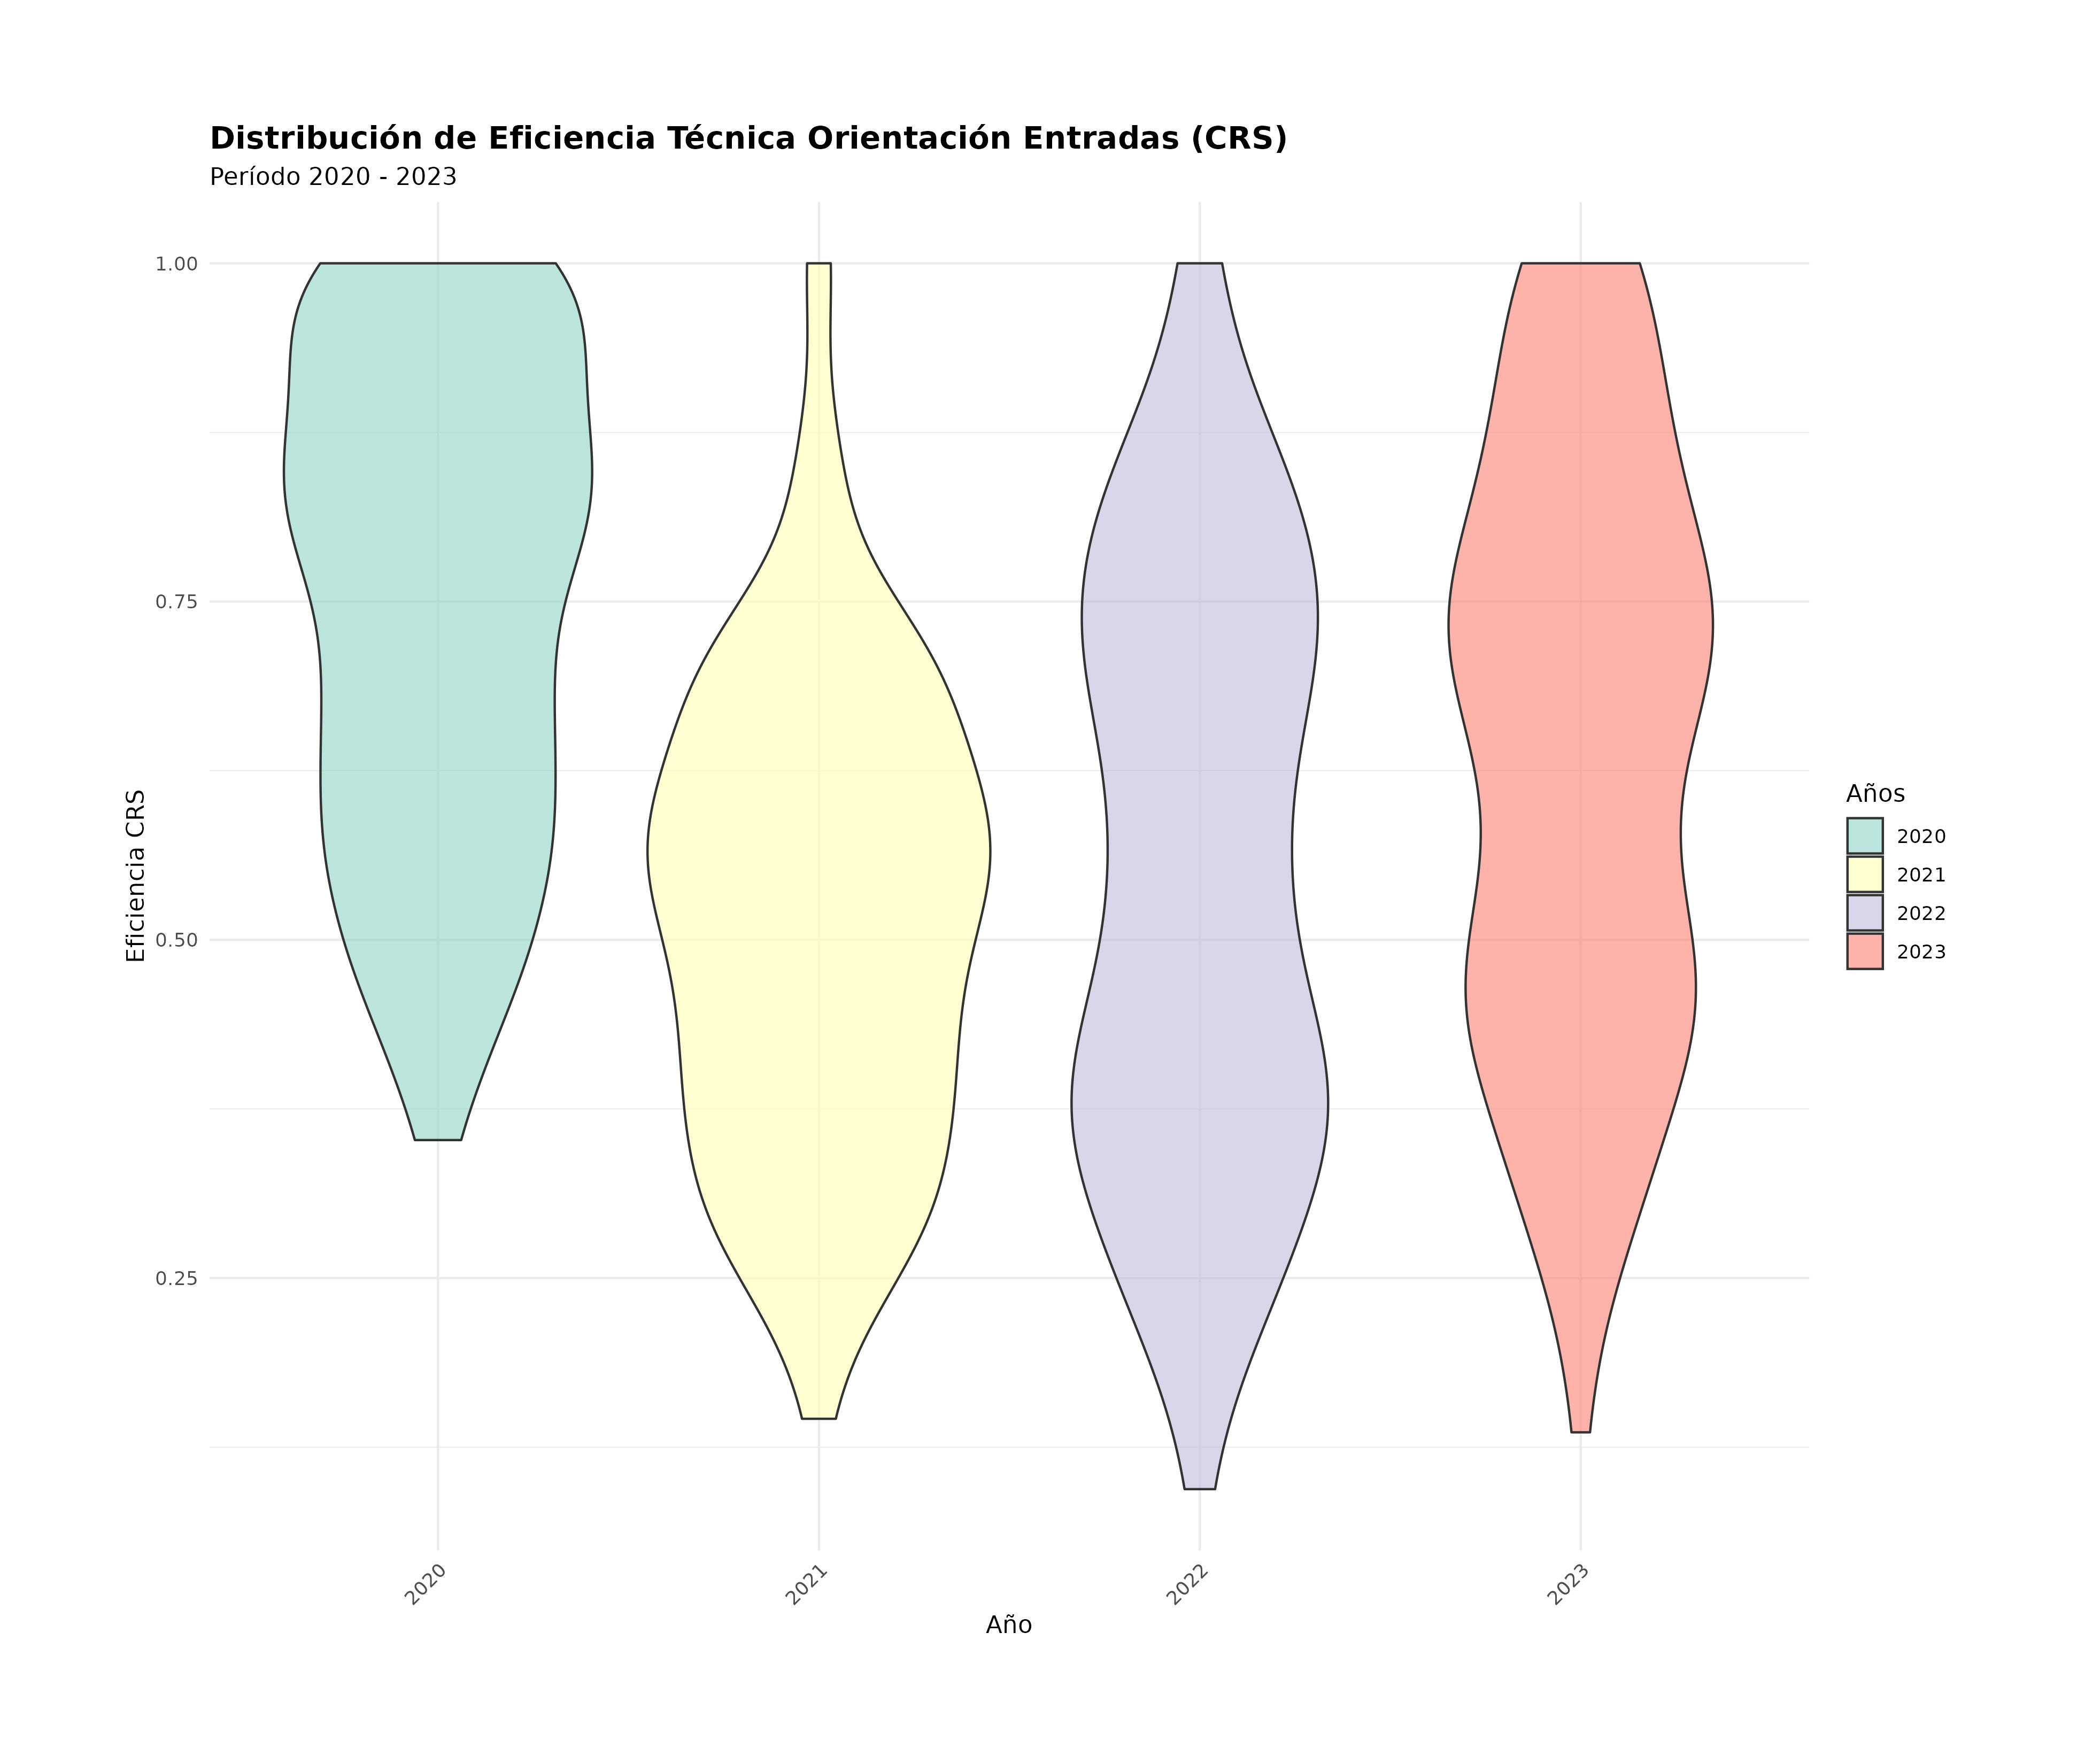 Distribución de Eficiencia Técnica Orientación Entradas (CRS)
Período 2020 - 2023
1.00
0.75
0.50
0.25
Eficiencia CRS
2020
2021
2022
2023
Año
Años
2020
2021
2022
2023